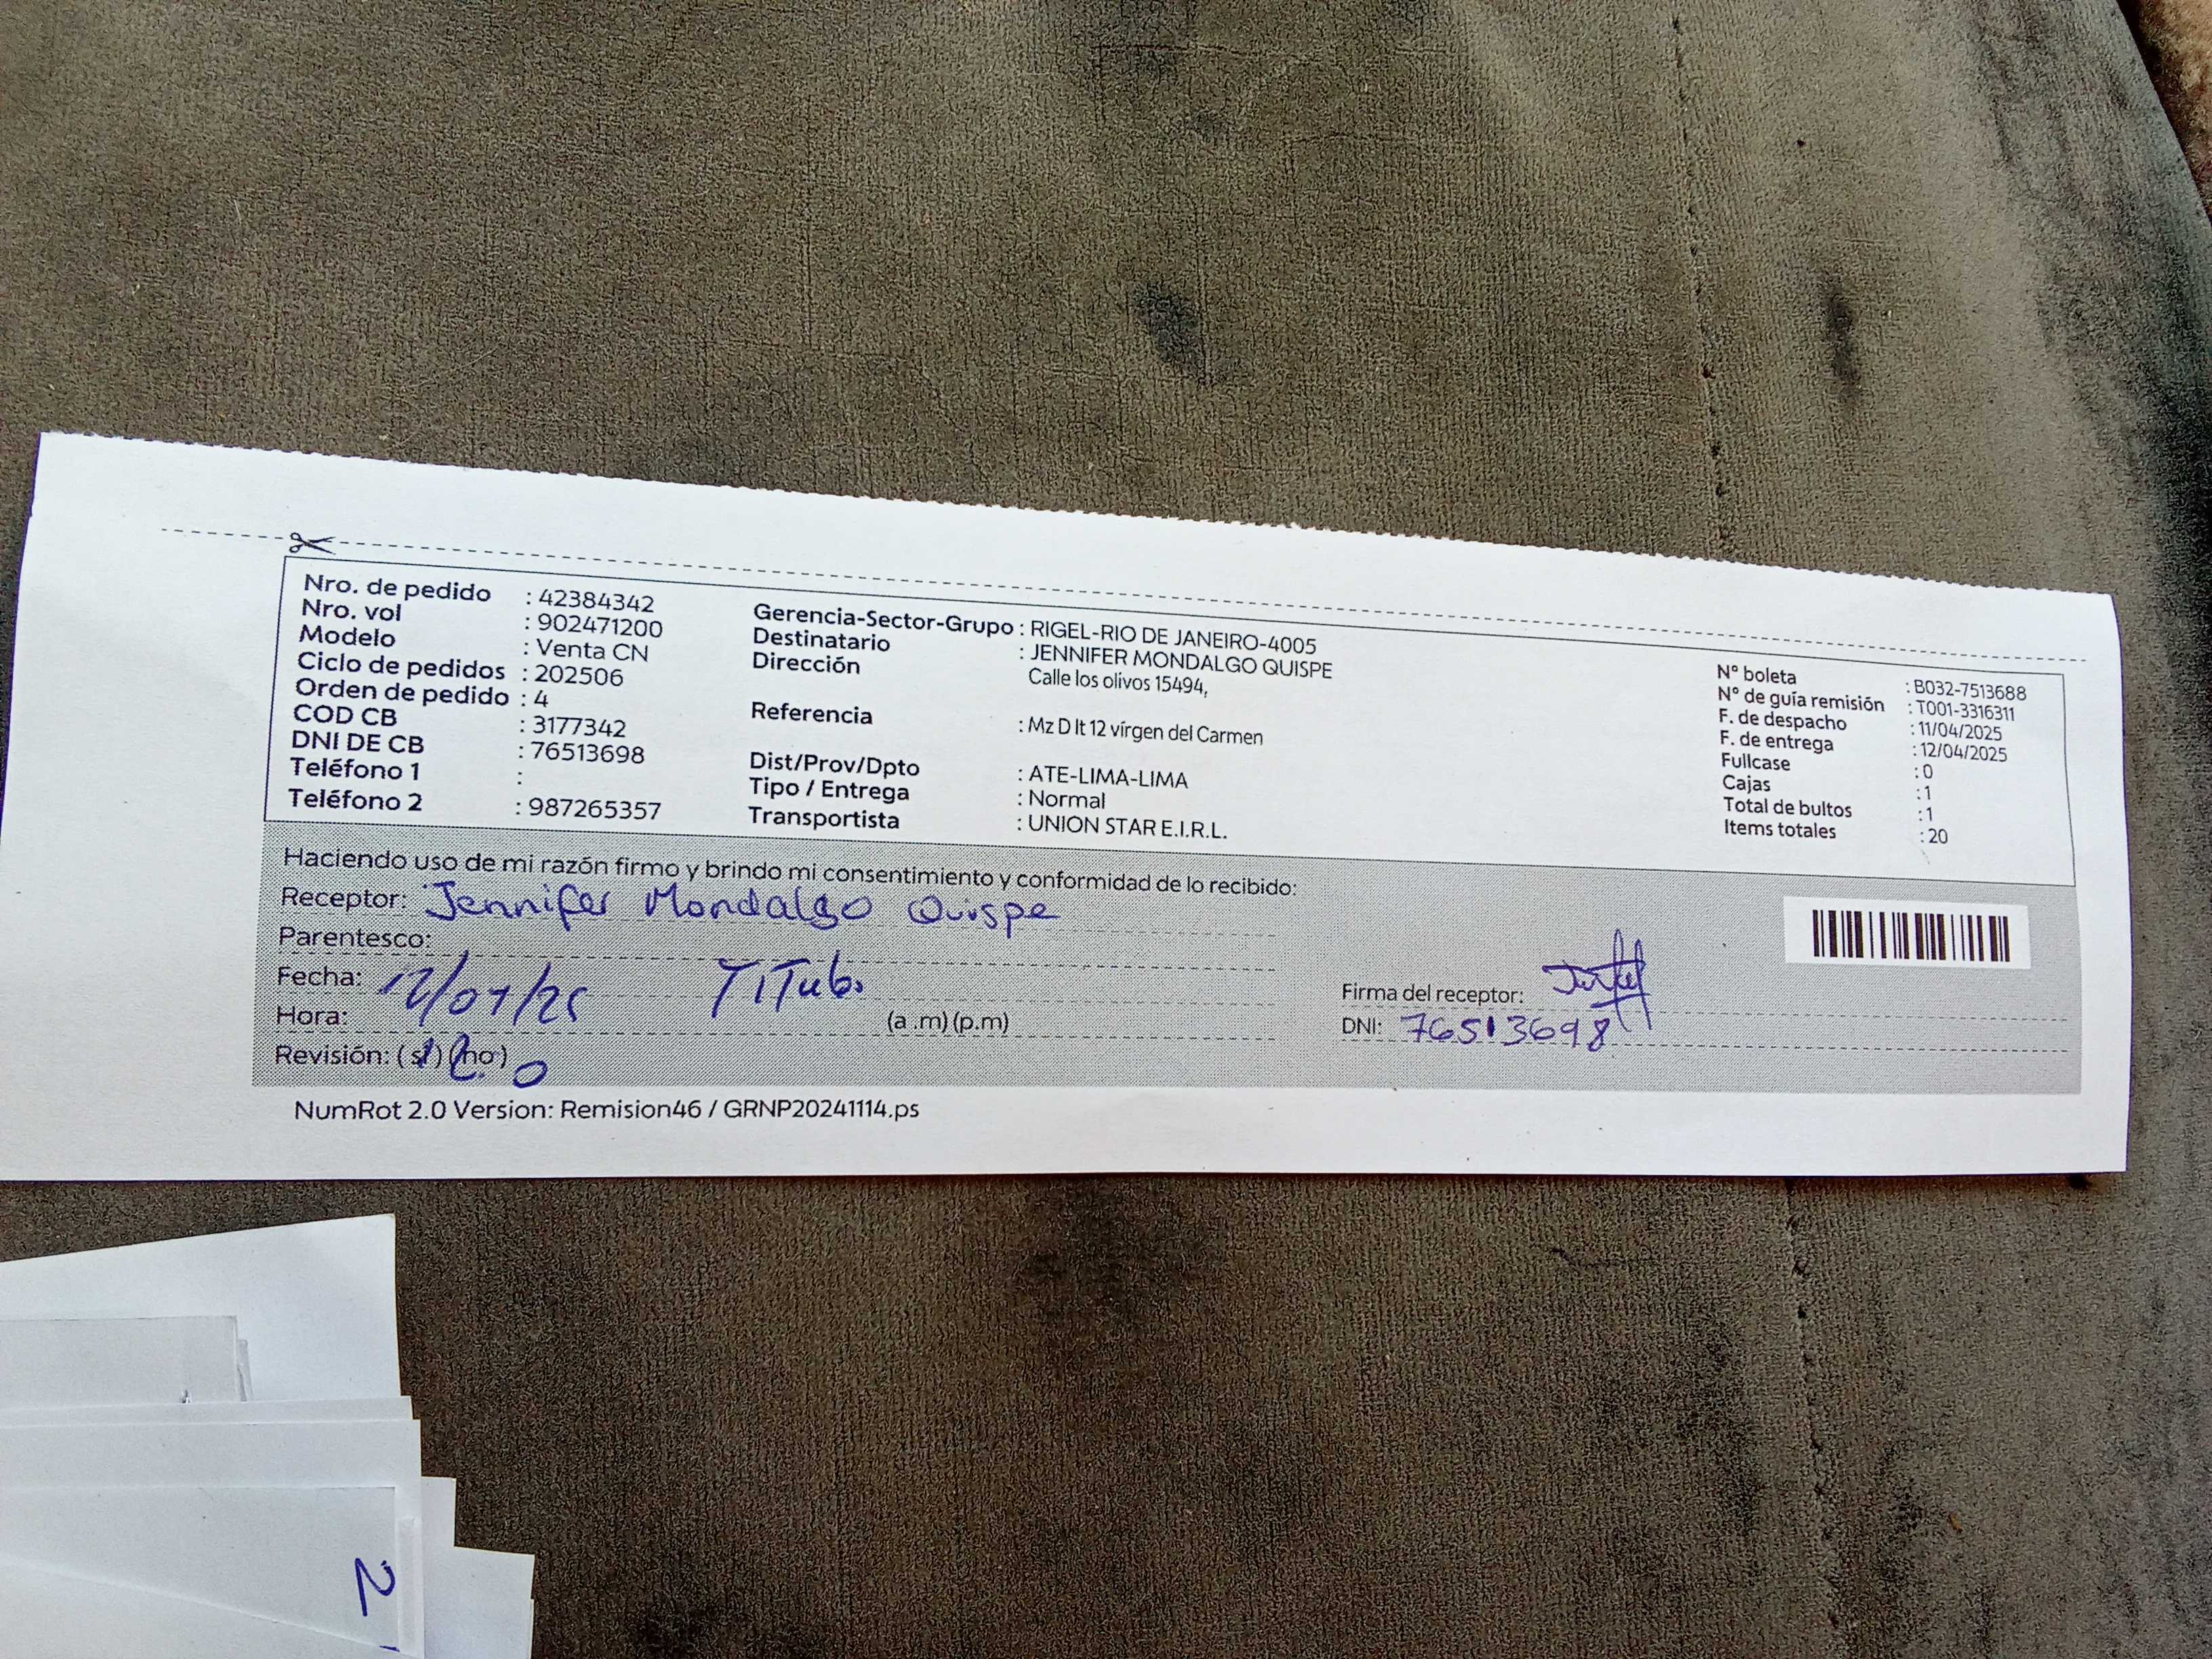 Nro. de pedido : 42384342
Nro. vol : 902471200
Modelo : Venta CN
Ciclo de pedidos : 202506
Orden de pedido : 4
COD CB : 3177342
DNI DE CB : 76513698
Teléfono 1 :
Teléfono 2 : 987265357
Gerencia-Sector-Grupo : RIGEL-RIO DE JANEIRO-4005
Destinatario : JENNIFER MONDALGO QUISPE
Dirección Calle los olivos 15494,
Referencia : Mz D lt 12 vírgen del Carmen
Dist/Prov/Dpto : ATE-LIMA-LIMA
Tipo / Entrega : Normal
Transportista : UNION STAR E.I.R.L.
N° boleta : B032-7513688
N° de guía remisión : T001-3316311
F. de despacho : 11/04/2025
F. de entrega : 12/04/2025
Fullcase : 0
Cajas : 1
Total de bultos : 1
Items totales : 20
Haciendo uso de mi razón firmo y brindo mi consentimiento y conformidad de lo recibido:
Receptor: Jennifer Mondalgo Quispe
Parentesco:
Fecha: 12/04/25
Hora: (a .m) (p.m)
Revisión: (si) (no)
Firma del receptor:
DNI: 76513698
NumRot 2.0 Version: Remision46 / GRNP20241114.ps
2